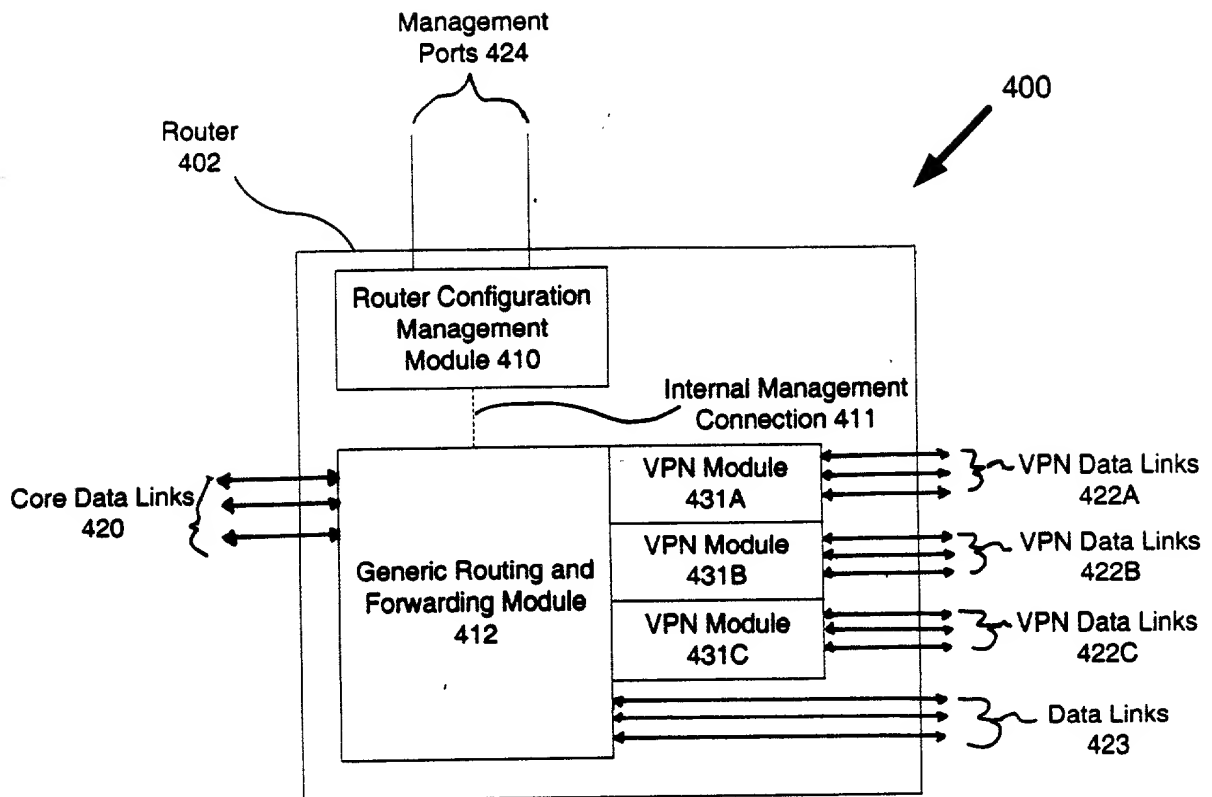 Management
Ports 424
400
Router
402
Router Configuration
Management
Module 410
Internal Management
Connection 411
Core Data Links
420
Generic Routing and
Forwarding Module
412
VPN Module
431A
VPN Data Links
422A
VPN Module
431B
VPN Data Links
422B
VPN Module
431C
VPN Data Links
422C
Data Links
423